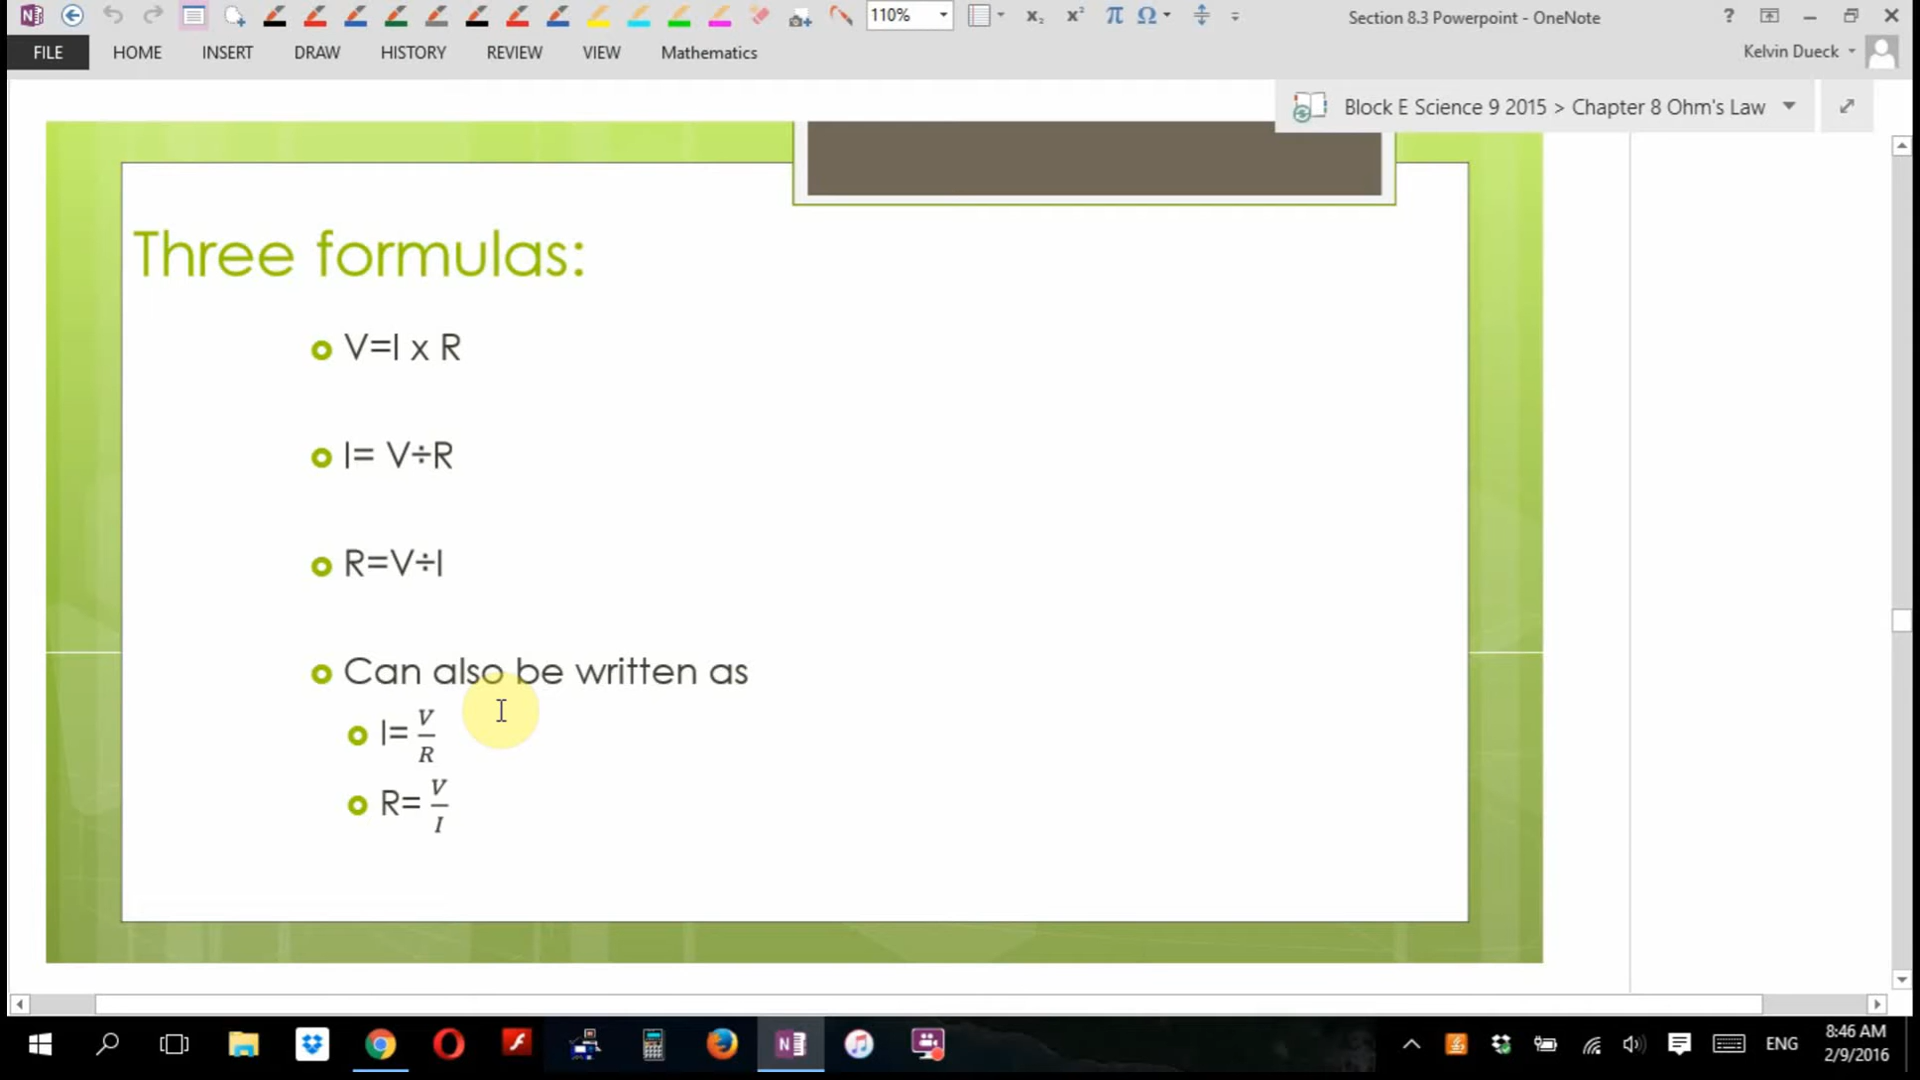 110%
x₂ x² π Ω
Section 8.3 Powerpoint - OneNote
?
FILE HOME INSERT DRAW HISTORY REVIEW VIEW Mathematics
Kelvin Dueck
Block E Science 9 2015 > Chapter 8 Ohm's Law
Three formulas:
V=I x R
I= V÷R
R=V÷I
Can also be written as
I= V/R
R= V/I
ENG
8:46 AM
2/9/2016